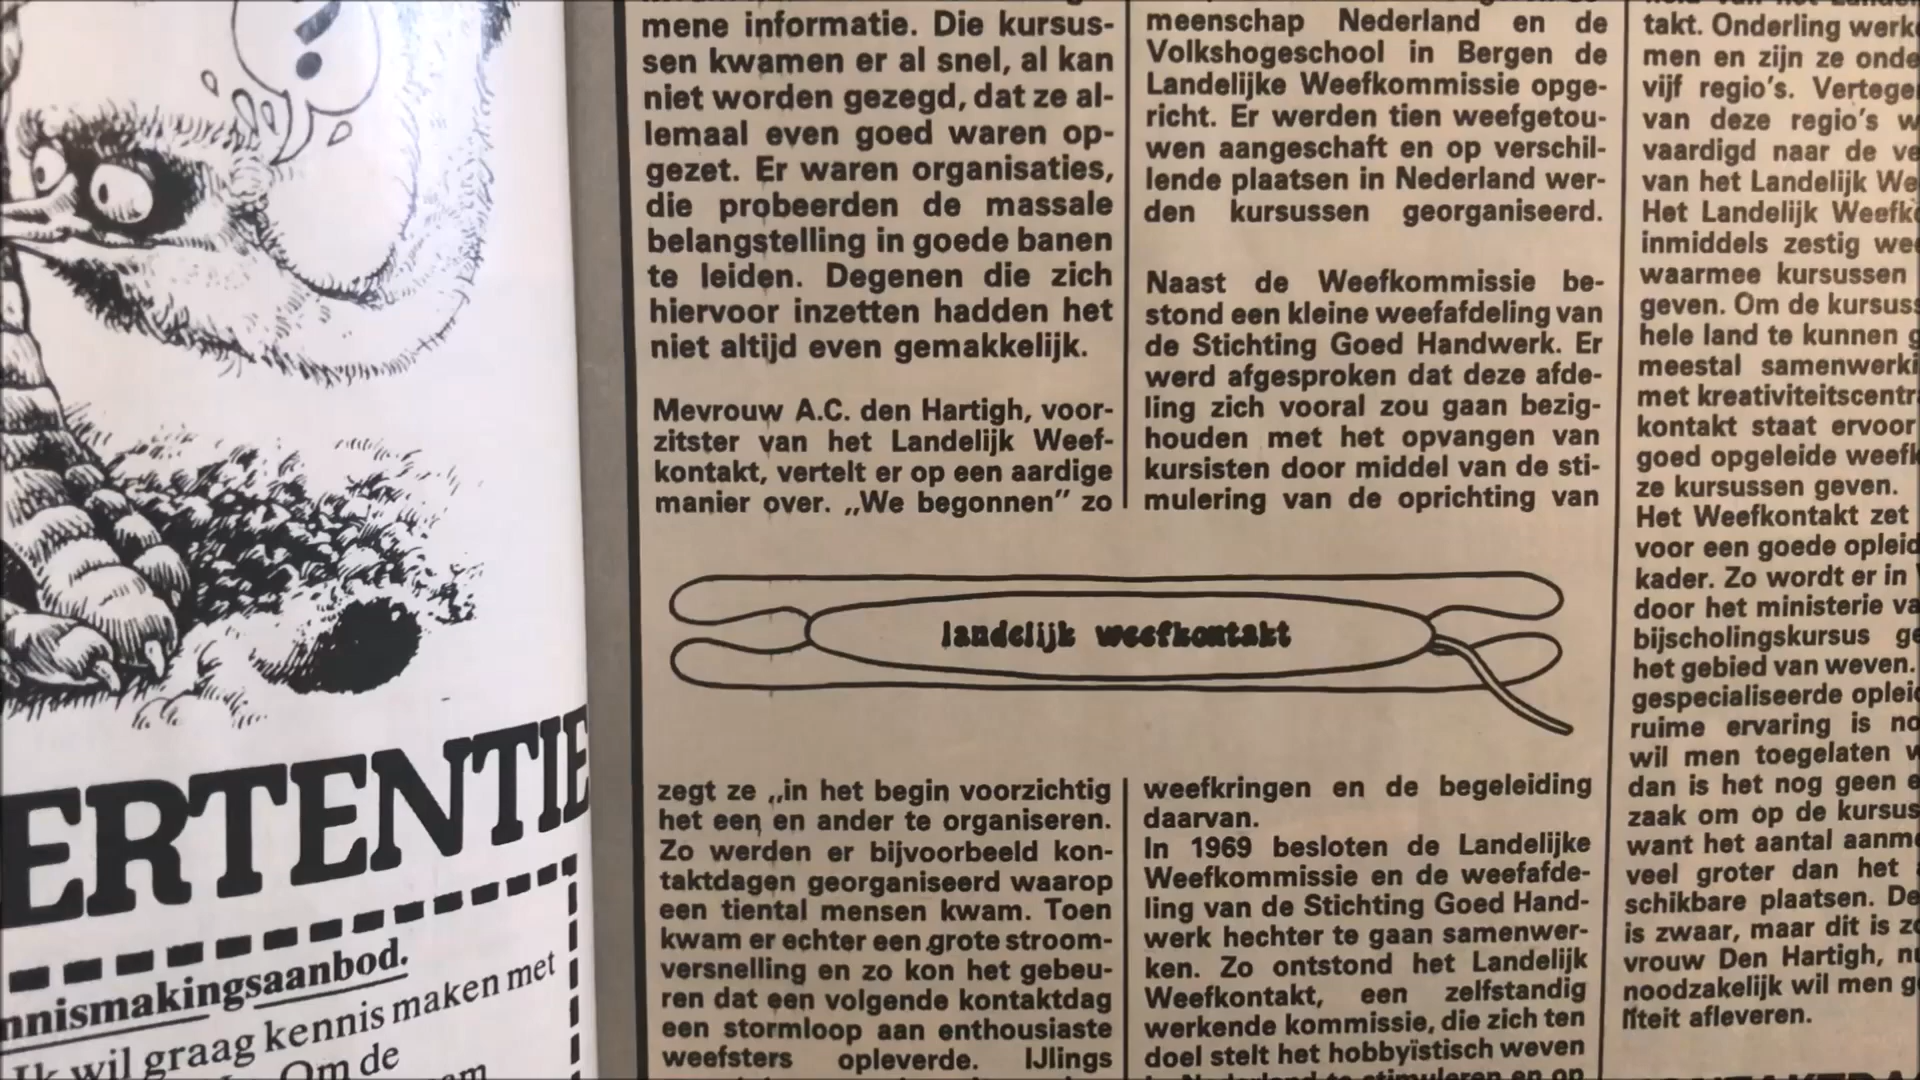 ?
ERTENTIE
nnismakingsaanbod.
Ik wil graag kennis maken met
Om de
mene informatie. Die kursus-
sen kwamen er al snel, al kan
niet worden gezegd, dat ze al-
lemaal even goed waren op-
gezet. Er waren organisaties,
die probeerden de massale
belangstelling in goede banen
te leiden. Degenen die zich
hiervoor inzetten hadden het
niet altijd even gemakkelijk.
Mevrouw A.C. den Hartigh, voor-
zitster van het Landelijk Weef-
kontakt, vertelt er op een aardige
manier over. „We begonnen” zo
meenschap Nederland en de
Volkshogeschool in Bergen de
Landelijke Weefkommissie opge-
richt. Er werden tien weefgetou-
wen aangeschaft en op verschil-
lende plaatsen in Nederland wer-
den kursussen georganiseerd.
Naast de Weefkommissie be-
stond een kleine weefafdeling van
de Stichting Goed Handwerk. Er
werd afgesproken dat deze afde-
ling zich vooral zou gaan bezig-
houden met het opvangen van
kursisten door middel van de sti-
mulering van de oprichting van
landelijk weefkontakt
zegt ze „in het begin voorzichtig
het een en ander te organiseren.
Zo werden er bijvoorbeeld kon-
taktdagen georganiseerd waarop
een tiental mensen kwam. Toen
kwam er echter een grote stroom-
versnelling en zo kon het gebeu-
ren dat een volgende kontaktdag
een stormloop aan enthousiaste
weefsters opleverde. IJlings
weefkringen en de begeleiding
daarvan.
In 1969 besloten de Landelijke
Weefkommissie en de weefafde-
ling van de Stichting Goed Hand-
werk hechter te gaan samenwer-
ken. Zo ontstond het Landelijk
Weefkontakt, een zelfstandig
werkende kommissie, die zich ten
doel stelt het hobbyïstisch weven
in Nederland te stimuleren en op
takt. Onderling werk
men en zijn ze onde
vijf regio's. Vertege
van deze regio's w
vaardigd naar de ve
van het Landelijk We
Het Landelijk Weefk
inmiddels zestig we
waarmee kursussen
geven. Om de kursuss
hele land te kunnen g
meestal samenwerki
met kreativiteitscentr
kontakt staat ervoor
goed opgeleide weefk
ze kursussen geven.
Het Weefkontakt zet
voor een goede opleid
kader. Zo wordt er in
door het ministerie va
bijscholingskursus ge
het gebied van weven.
gespecialiseerde opleid
ruime ervaring is no
wil men toegelaten w
dan is het nog geen e
zaak om op de kursus
want het aantal aanme
veel groter dan het
schikbare plaatsen. De
is zwaar, maar dit is zo
vrouw Den Hartigh, n
noodzakelijk wil men g
liteit afleveren.